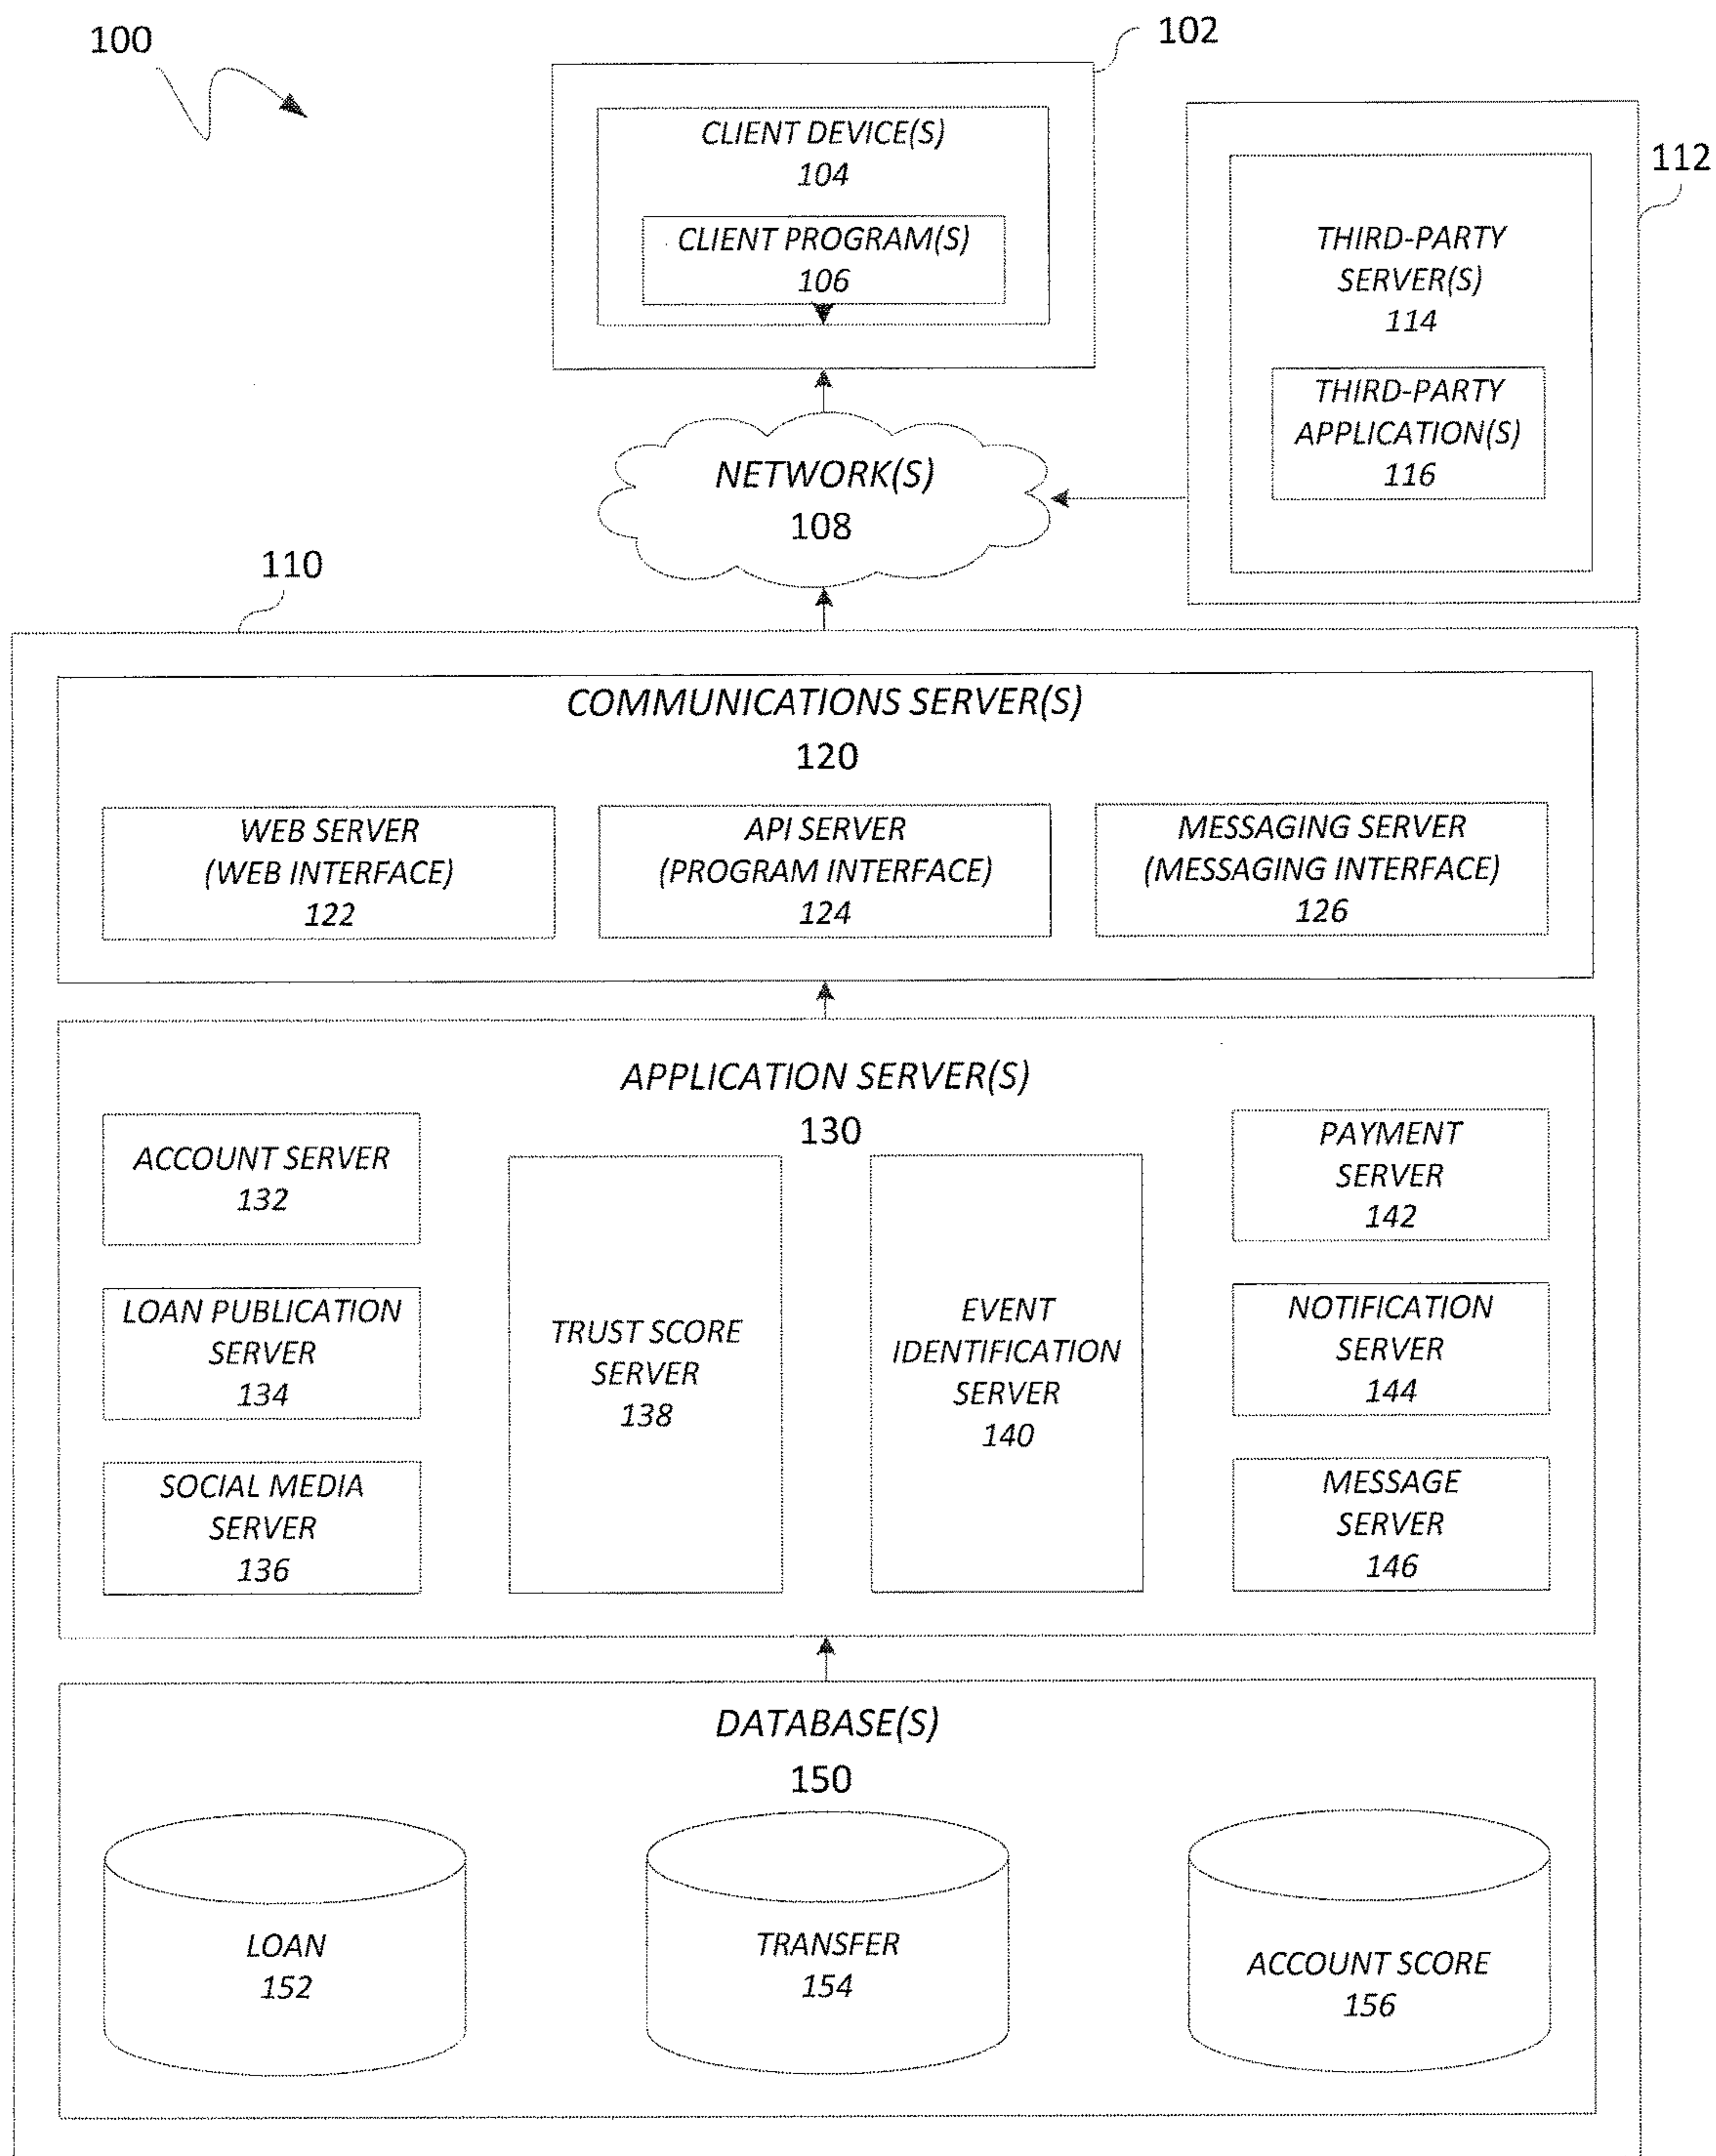 100
102
CLIENT DEVICE(S)
104
CLIENT PROGRAM(S)
106
112
THIRD-PARTY
SERVER(S)
114
THIRD-PARTY
APPLICATION(S)
116
NETWORK(S)
108
110
COMMUNICATIONS SERVER(S)
120
WEB SERVER
(WEB INTERFACE)
122
API SERVER
(PROGRAM INTERFACE)
124
MESSAGING SERVER
(MESSAGING INTERFACE)
126
APPLICATION SERVER(S)
130
ACCOUNT SERVER
132
LOAN PUBLICATION
SERVER
134
SOCIAL MEDIA
SERVER
136
TRUST SCORE
SERVER
138
EVENT
IDENTIFICATION
SERVER
140
PAYMENT
SERVER
142
NOTIFICATION
SERVER
144
MESSAGE
SERVER
146
DATABASE(S)
150
LOAN
152
TRANSFER
154
ACCOUNT SCORE
156